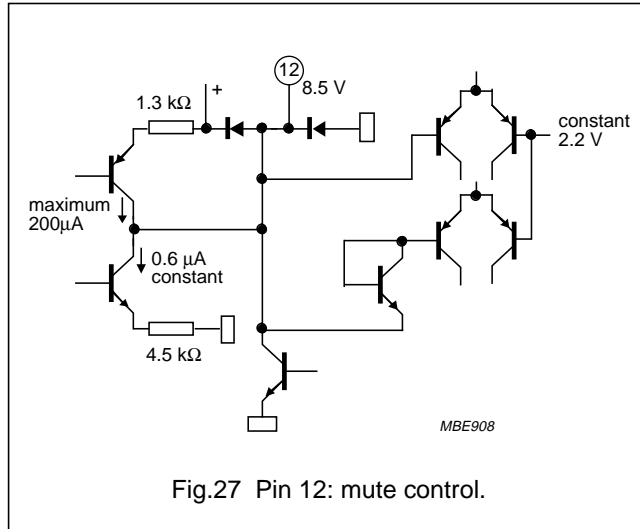 12
8.5 V
1.3 kΩ
+
constant
2.2 V
maximum
200µA
0.6 µA
constant
4.5 kΩ
MBE908
Fig.27 Pin 12: mute control.